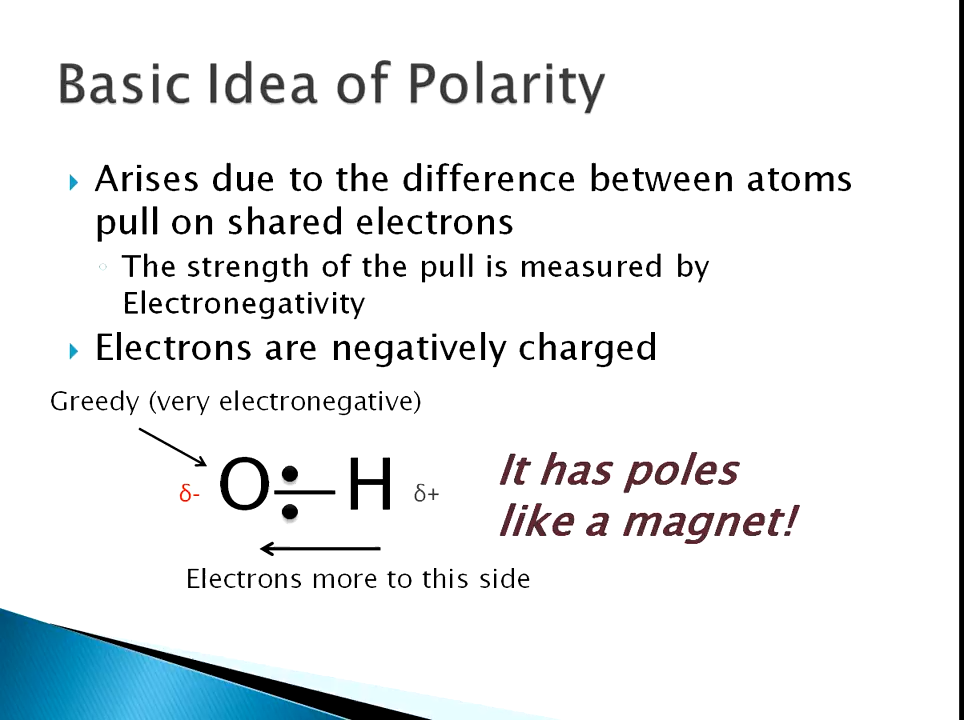 Basic Idea of Polarity
Arises due to the difference between atoms
pull on shared electrons
The strength of the pull is measured by
Electronegativity
Electrons are negatively charged
Greedy (very electronegative)
δ- O H δ+
It has poles
like a magnet!
Electrons more to this side